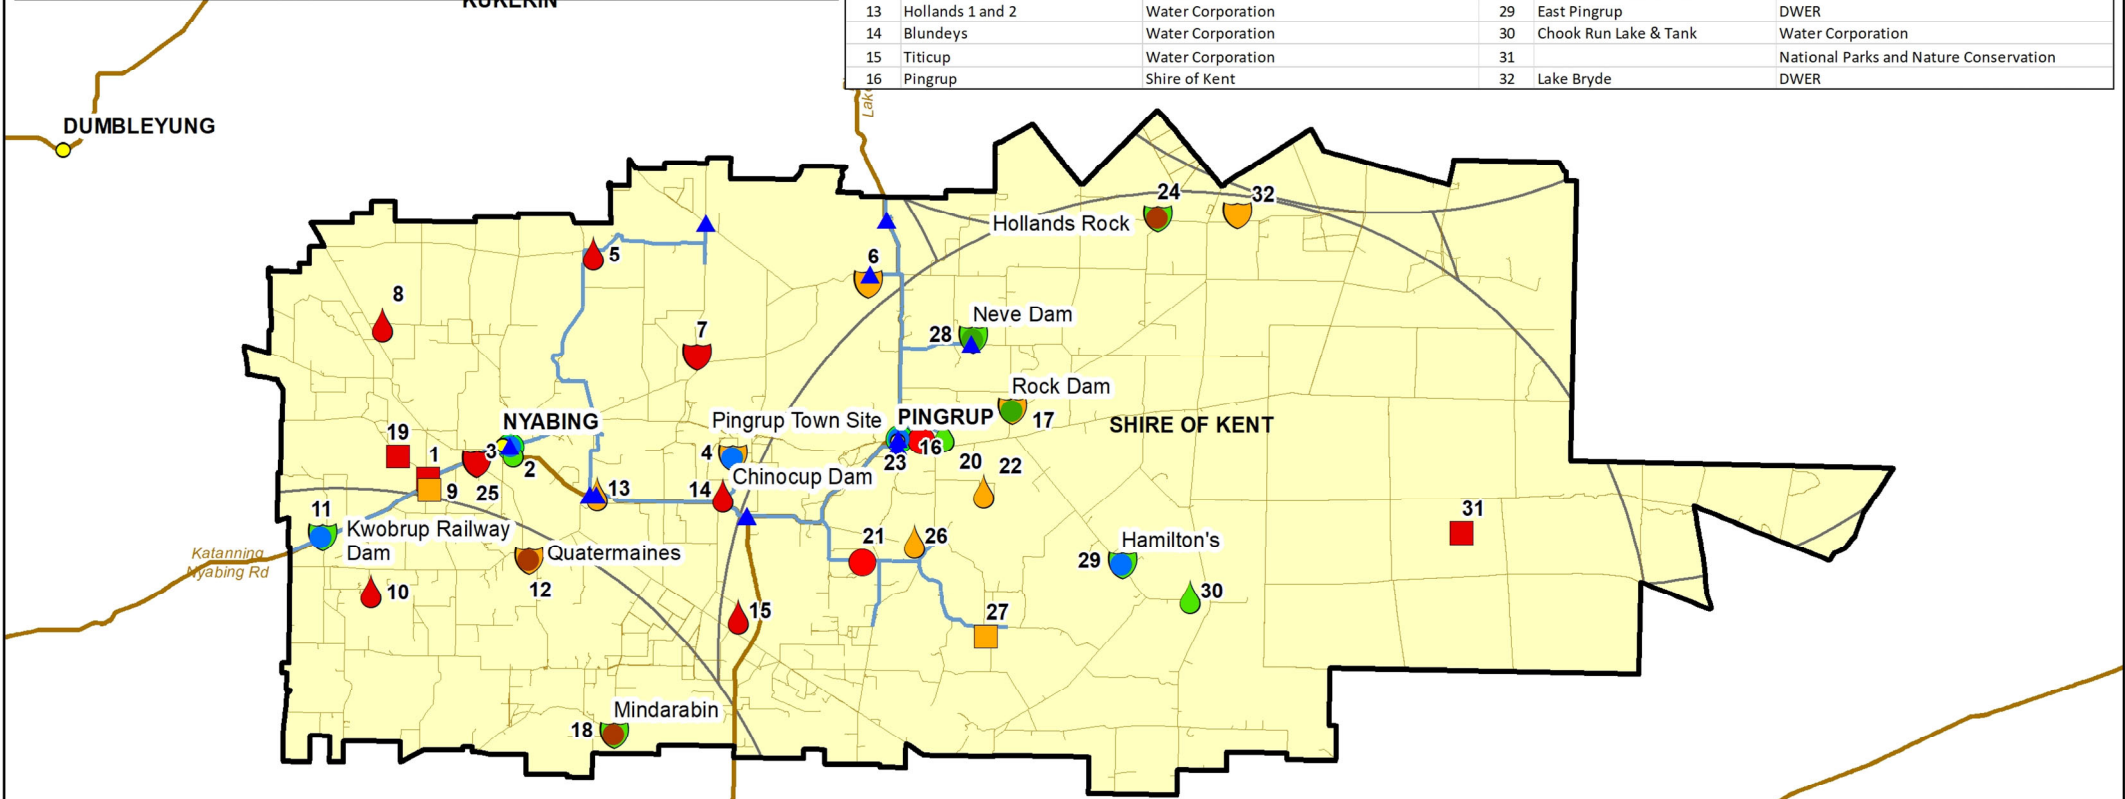 KUKERIN
13 Hollands 1 and 2 Water Corporation 29 East Pingrup DWER
14 Blundeys Water Corporation 30 Chook Run Lake & Tank Water Corporation
15 Titicup Water Corporation 31 National Parks and Nature Conservation
16 Pingrup Shire of Kent 32 Lake Bryde DWER
Lake
DUMBLEYUNG
24
32
Hollands Rock
5
6
8
Neve Dam
7
28
Rock Dam
NYABING
Pingrup Town Site
PINGRUP
17
SHIRE OF KENT
19
1
3
4
16
23
2
20
22
Chinocup Dam
9
25
13
14
11
31
Kwobrup Railway
Dam
21
26
Hamilton's
Katanning
Nyabing Rd
Quatermaines
29
12
10
30
15
27
Mindarabin
18